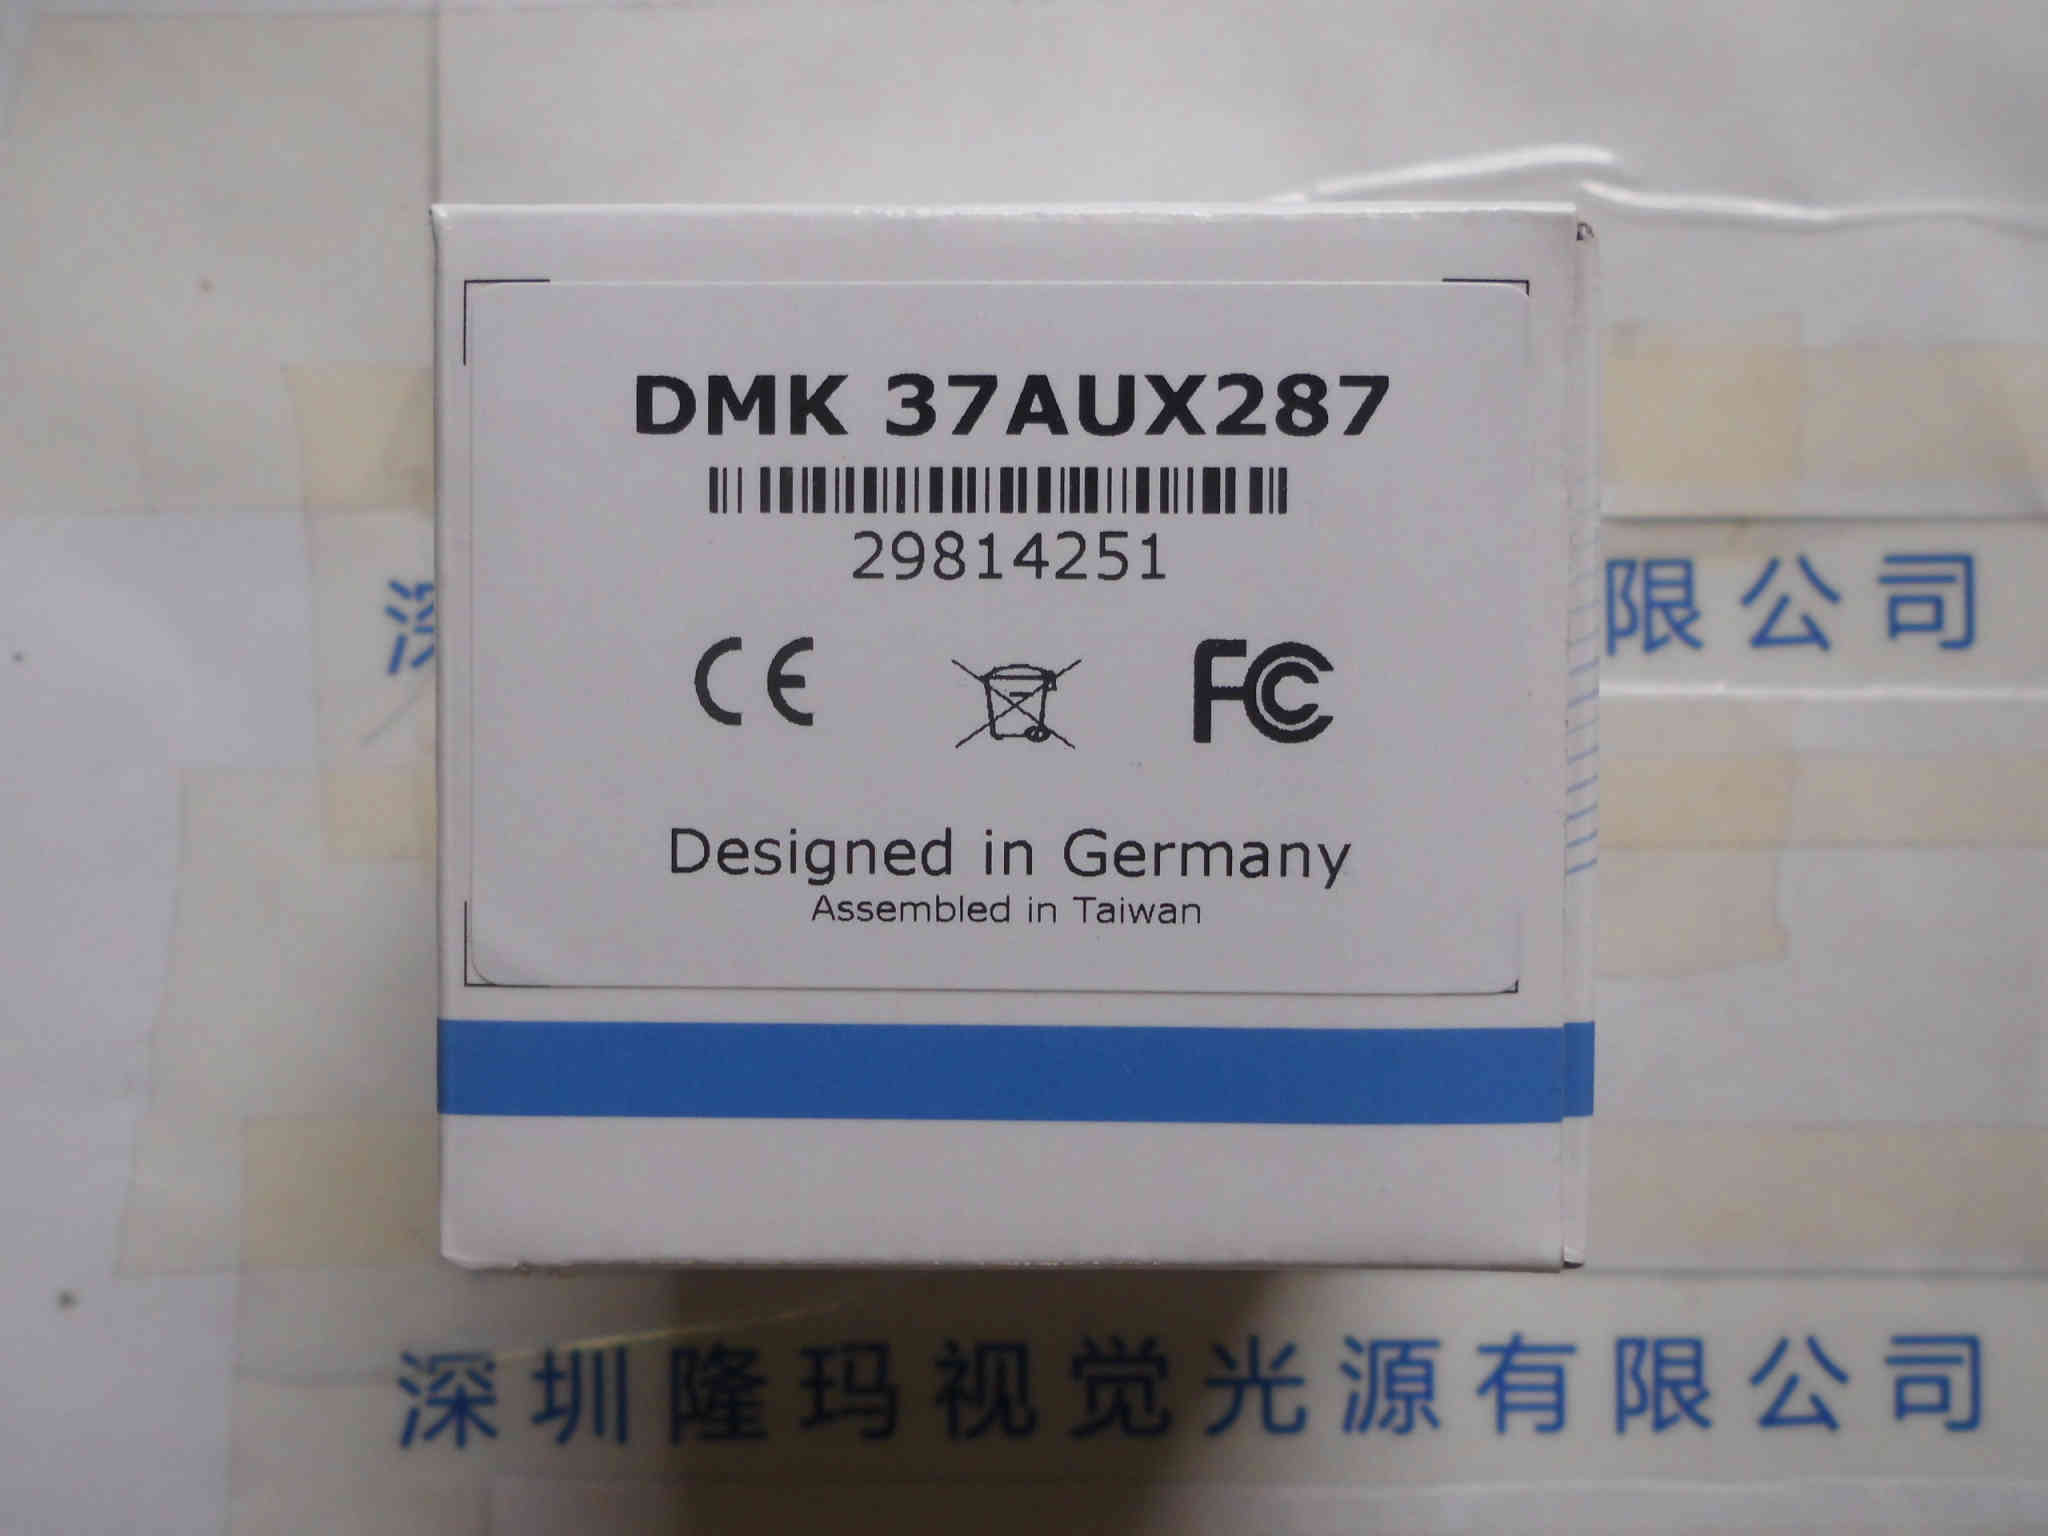 DMK 37AUX287
29814251
CE
FC
Designed in Germany
Assembled in Taiwan
限公司
深圳隆玛视觉光源有限公司